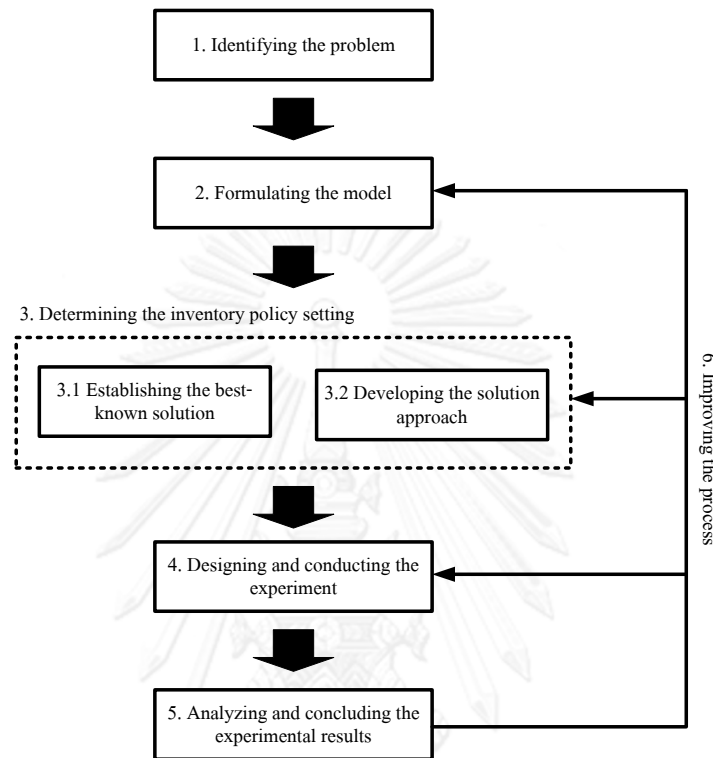 1. Identifying the problem
2. Formulating the model
3. Determining the inventory policy setting
3.1 Establishing the best-
known solution
3.2 Developing the solution
approach
4. Designing and conducting the
experiment
5. Analyzing and concluding the
experimental results
6. Improving the process